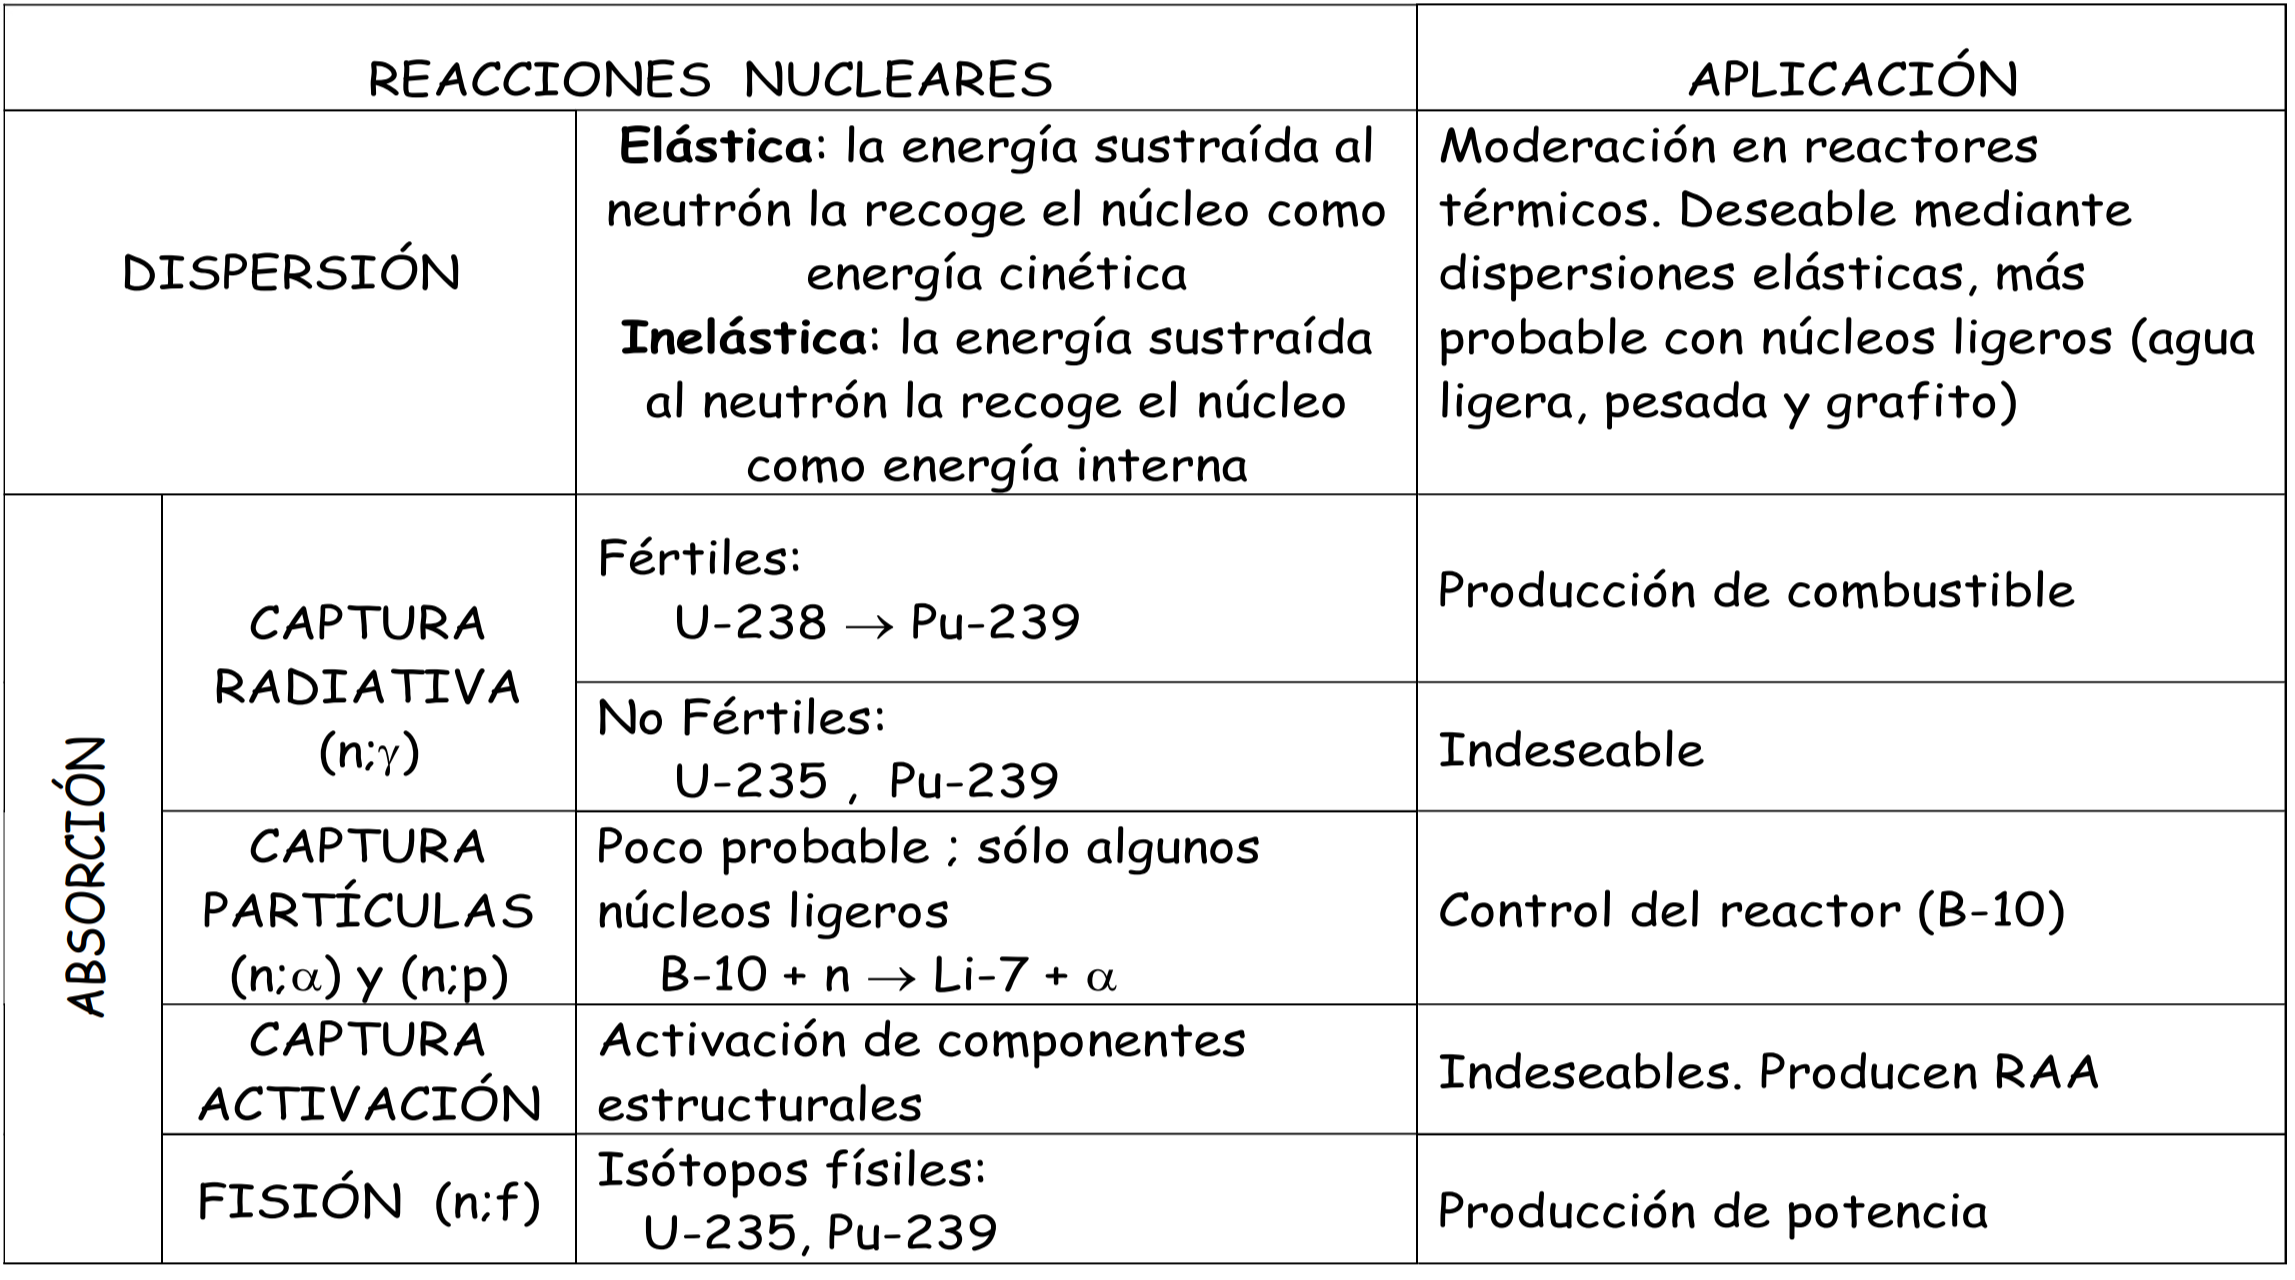 REACCIONES NUCLEARES
APLICACIÓN
DISPERSIÓN
Elástica: la energía sustraída al
neutrón la recoge el núcleo como
energía cinética
Inelástica: la energía sustraída
al neutrón la recoge el núcleo
como energía interna
Moderación en reactores
térmicos. Deseable mediante
dispersiones elásticas, más
probable con núcleos ligeros (agua
ligera, pesada y grafito)
ABSORCIÓN
CAPTURA
RADIATIVA
(n;γ)
Fértiles:
U-238 → Pu-239
Producción de combustible
No Fértiles:
U-235 , Pu-239
Indeseable
CAPTURA
PARTÍCULAS
(n;α) y (n;p)
Poco probable ; sólo algunos
núcleos ligeros
B-10 + n → Li-7 + α
Control del reactor (B-10)
CAPTURA
ACTIVACIÓN
Activación de componentes
estructurales
Indeseables. Producen RAA
FISIÓN (n;f)
Isótopos físiles:
U-235, Pu-239
Producción de potencia